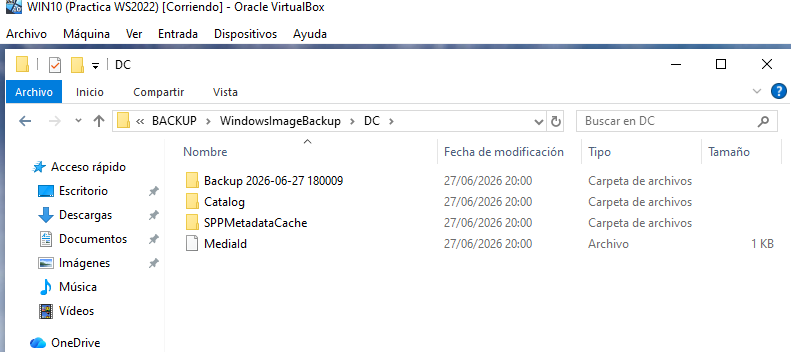 WIN10 (Practica WS2022) [Corriendo] - Oracle VirtualBox
Archivo Máquina Ver Entrada Dispositivos Ayuda
DC
Archivo Inicio Compartir Vista
« BACKUP > WindowsImageBackup > DC > Buscar en DC
Nombre Fecha de modificación Tipo Tamaño
Acceso rápido
Escritorio
Descargas
Documentos
Imágenes
Música
Vídeos
OneDrive
Backup 2026-06-27 180009 27/06/2026 20:00 Carpeta de archivos
Catalog 27/06/2026 20:00 Carpeta de archivos
SPPMetadataCache 27/06/2026 20:00 Carpeta de archivos
MediaId 27/06/2026 20:00 Archivo 1 KB